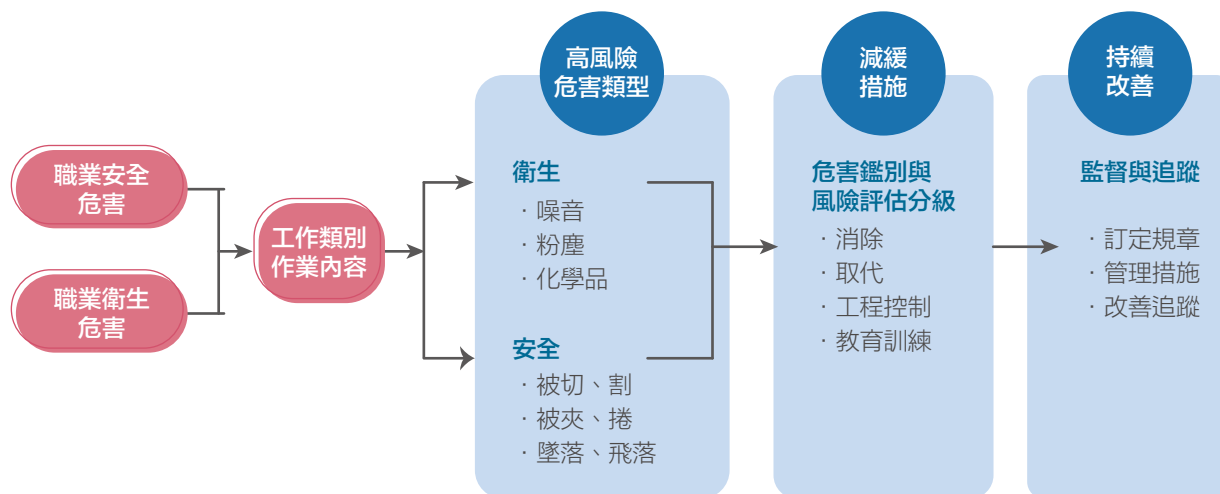 職業安全
危害
職業衛生
危害
工作類別
作業內容
高風險
危害類型
衛生
· 噪音
· 粉塵
· 化學品
安全
· 被切、割
· 被夾、捲
· 墜落、飛落
減緩
措施
危害鑑別與
風險評估分級
· 消除
· 取代
· 工程控制
· 教育訓練
持續
改善
監督與追蹤
· 訂定規章
· 管理措施
· 改善追蹤